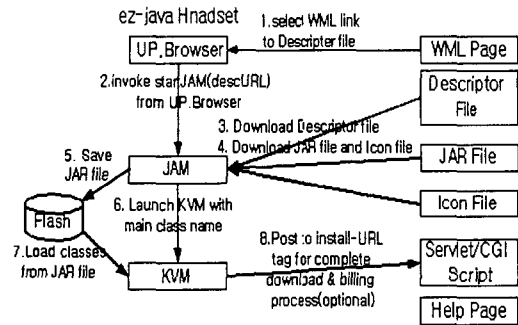 ez-java Hnadset
1.select WML link
to Descripter file
UP.Browser
WML Page
2.invoke starJAM(descURL)
from UP.Browser
Descriptor
File
3. Download Descriptor file
4. Download JAR file and Icon file
5. Save
JAR file
JAM
JAR File
Icon File
6. Launch KVM with
main class name
Flash
7.Load classes
from JAR file
KVM
8.Post to install-URL
tag for complete
download & billing
process(optional)
Servlet/CGI
Script
Help Page